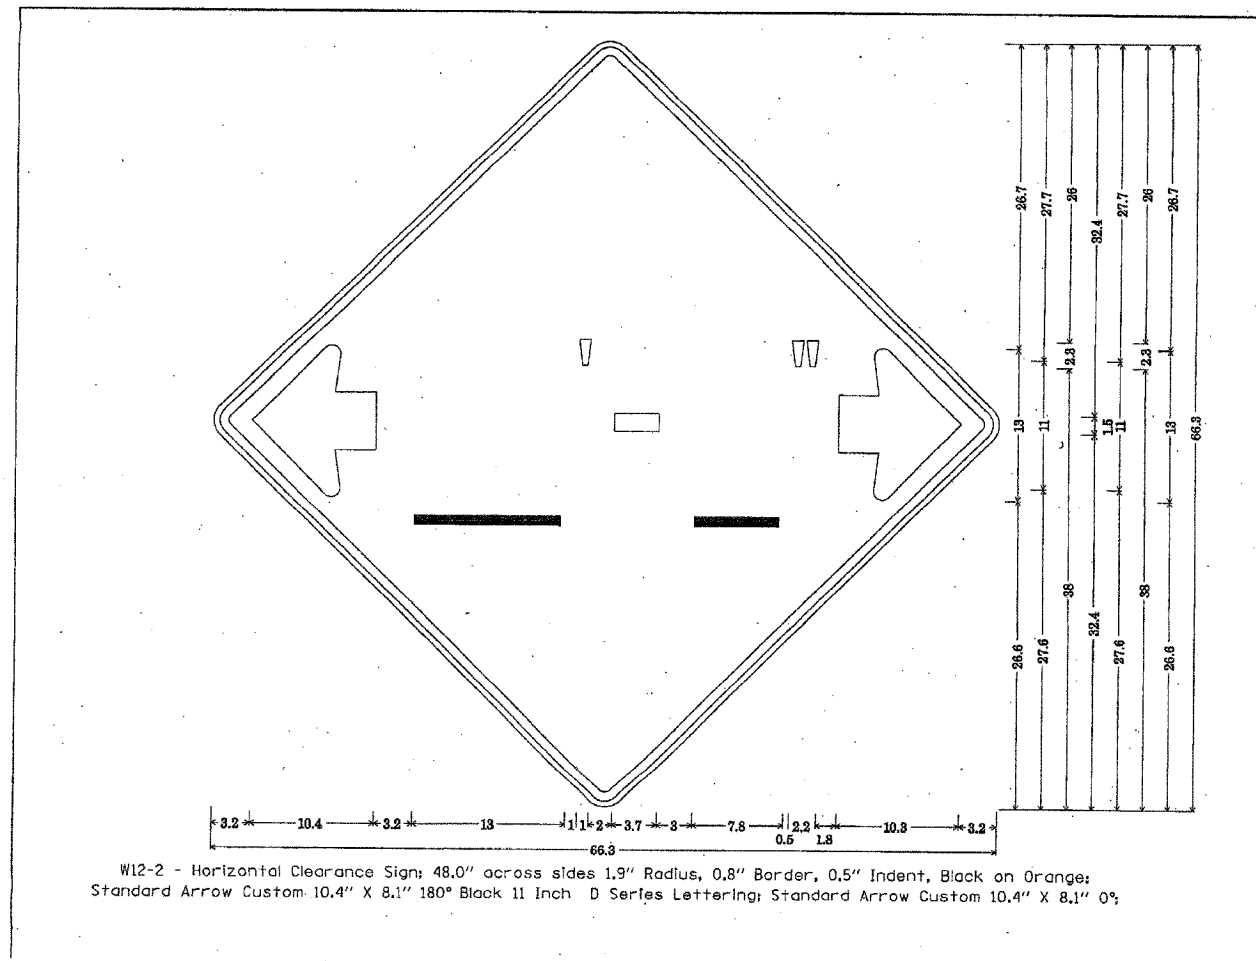 26.7 27.7 26 32.4 27.7 26 26.7
2.3 2.3
13 11 1.5 11 13 66.3
38 32.4 38
26.6 27.6 27.6 26.6
' "
3.2 10.4 3.2 13 1 1 2 3.7 3 7.8 2.2 10.3 3.2
0.5 1.8
66.3
W12-2 - Horizontal Clearance Sign; 48.0" across sides 1.9" Radius, 0.8" Border, 0.5" Indent, Black on Orange;
Standard Arrow Custom 10.4" X 8.1" 180° Black 11 Inch D Series Lettering; Standard Arrow Custom 10.4" X 8.1" 0°;